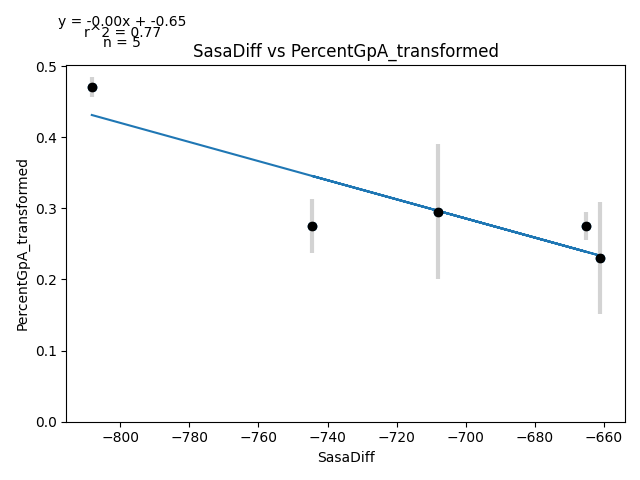 y = -0.00x + -0.65
r^2 = 0.77
n = 5
SasaDiff vs PercentGpA_transformed
0.5
0.4
0.3
0.2
0.1
0.0
PercentGpA_transformed
−800 −780 −760 −740 −720 −700 −680 −660
SasaDiff